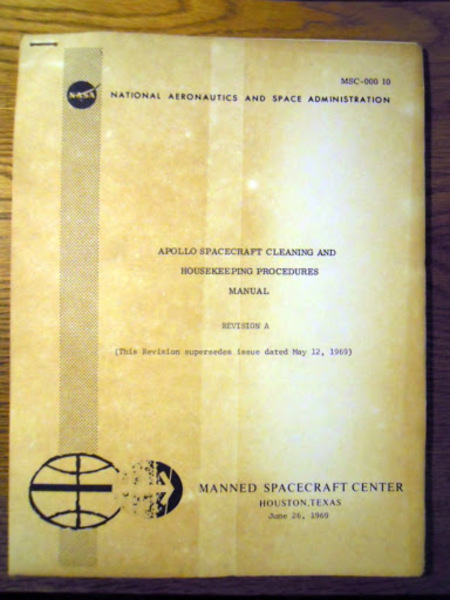 MSC-000 10
NASA
NATIONAL AERONAUTICS AND SPACE ADMINISTRATION
APOLLO SPACECRAFT CLEANING AND
HOUSEKEEPING PROCEDURES
MANUAL
REVISION A
(This Revision supersedes issue dated May 12, 1969)
MANNED SPACECRAFT CENTER
HOUSTON,TEXAS
June 26, 1969